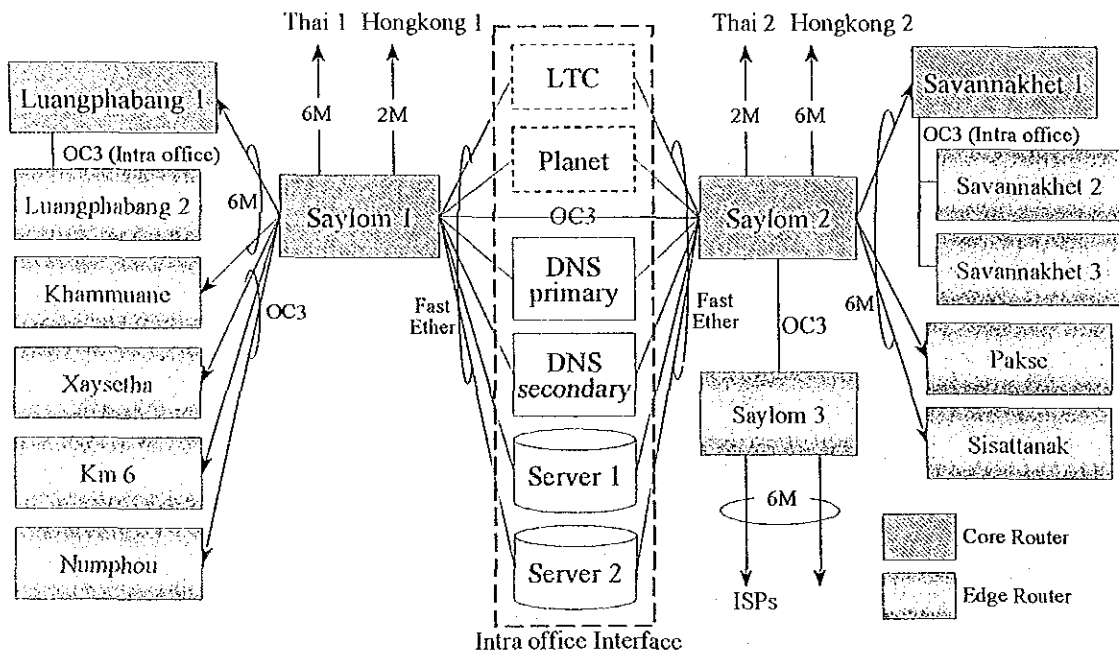 Thai 1 Hongkong 1
Thai 2 Hongkong 2
6M
2M
2M
6M
Luangphabang 1
OC3 (Intra office)
Luangphabang 2
Khammuane
Xaysetha
Km 6
Numphou
6M
OC3
Saylom 1
Fast
Ether
LTC
Planet
OC3
DNS
primary
DNS
secondary
Server 1
Server 2
Intra office Interface
Saylom 2
Fast
Ether
OC3
Saylom 3
6M
ISPs
6M
Savannakhet 1
OC3 (Intra office)
Savannakhet 2
Savannakhet 3
Pakse
Sisattanak
Core Router
Edge Router